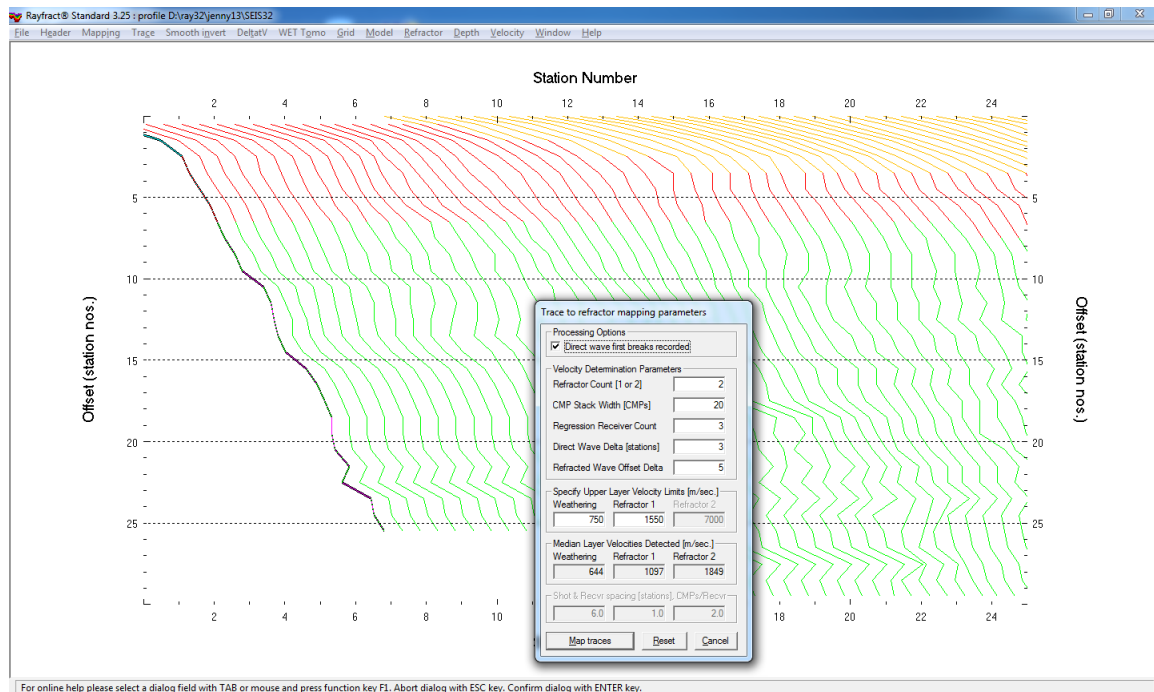 Rayfract® Standard 3.25 : profile D:\ray32\jenny13\SEIS32
File Header Mapping Trace Smooth invert DeltatV WET Tomo Grid Model Refractor Depth Velocity Window Help
Station Number
2 4 6 8 10 12 14 16 18 20 22 24
5 5
10 10
15 15
20 20
25 25
Offset (station nos.)
Offset (station nos.)
2 4 6 8 10 16 18 20 22 24
Trace to refractor mapping parameters
Processing Options
Direct wave first breaks recorded
Velocity Determination Parameters
Refractor Count [1 or 2] 2
CMP Stack Width [CMPs] 20
Regression Receiver Count 3
Direct Wave Delta [stations] 3
Refracted Wave Offset Delta 5
Specify Upper Layer Velocity Limits [m/sec.]
Weathering Refractor 1 Refractor 2
750 1550 7000
Median Layer Velocities Detected [m/sec.]
Weathering Refractor 1 Refractor 2
644 1097 1849
Shot & Recvr spacing [stations], CMPs/Recvr
6.0 1.0 2.0
Map traces Reset Cancel
For online help please select a dialog field with TAB or mouse and press function key F1. Abort dialog with ESC key. Confirm dialog with ENTER key.